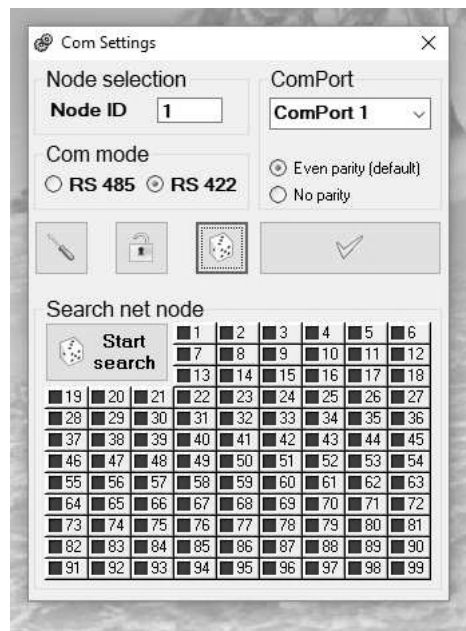 Com Settings
Node selection
Node ID 1
ComPort
ComPort 1
Com mode
RS 485 RS 422
Even parity (default)
No parity
1
Search net node
Start
search
1 2 3 4 5 6
7 8 9 10 11 12
13 14 15 16 17 18
19 20 21 22 23 24 25 26 27
28 29 30 31 32 33 34 35 36
37 38 39 40 41 42 43 44 45
46 47 48 49 50 51 52 53 54
55 56 57 58 59 60 61 62 63
64 65 66 67 68 69 70 71 72
73 74 75 76 77 78 79 80 81
82 83 84 85 86 87 88 89 90
91 92 93 94 95 96 97 98 99